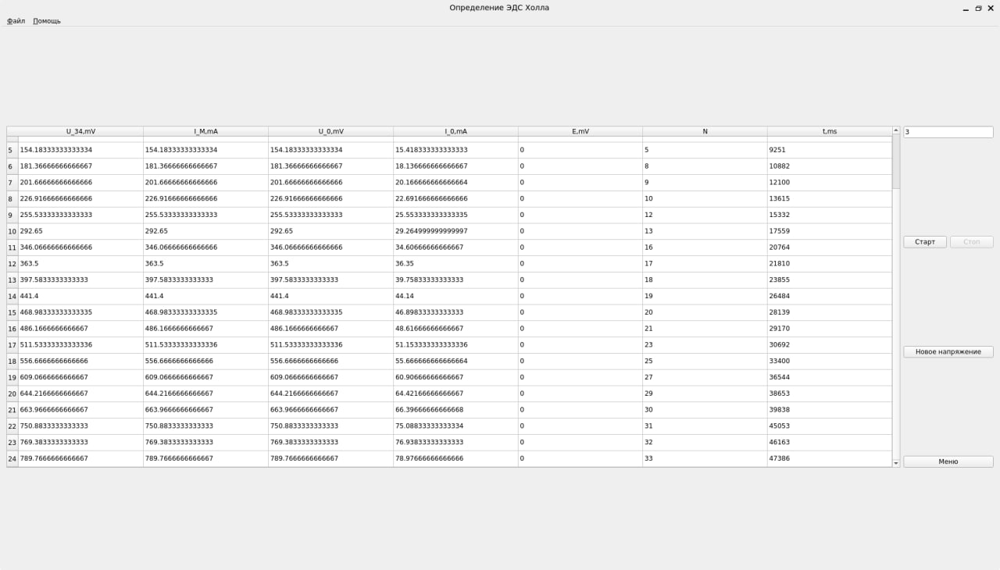 Определение ЭДС Холла
Файл Помощь
U_34,mV I_M,mA U_0,mV I_0,mA E,mV N t,ms
3
5 154.18333333333334 154.18333333333334 154.18333333333334 15.418333333333333 0 5 9251
6 181.36666666666667 181.36666666666667 181.36666666666667 18.136666666666667 0 8 10882
7 201.66666666666666 201.66666666666666 201.66666666666666 20.166666666666664 0 9 12100
8 226.91666666666666 226.91666666666666 226.91666666666666 22.691666666666666 0 10 13615
9 255.53333333333333 255.53333333333333 255.53333333333333 25.553333333333335 0 12 15332
10 292.65 292.65 292.65 29.264999999999997 0 13 17559
11 346.06666666666666 346.06666666666666 346.06666666666666 34.60666666666667 0 16 20764
Старт Стоп
12 363.5 363.5 363.5 36.35 0 17 21810
13 397.5833333333333 397.5833333333333 397.5833333333333 39.75833333333333 0 18 23855
14 441.4 441.4 441.4 44.14 0 19 26484
15 468.98333333333335 468.98333333333335 468.98333333333335 46.89833333333333 0 20 28139
16 486.1666666666667 486.1666666666667 486.1666666666667 48.61666666666667 0 21 29170
17 511.53333333333336 511.53333333333336 511.53333333333336 51.153333333333336 0 23 30692
Новое напряжение
18 556.6666666666666 556.6666666666666 556.6666666666666 55.666666666666664 0 25 33400
19 609.0666666666667 609.0666666666667 609.0666666666667 60.90666666666667 0 27 36544
20 644.2166666666667 644.2166666666667 644.2166666666667 64.42166666666667 0 29 38653
21 663.9666666666667 663.9666666666667 663.9666666666667 66.39666666666668 0 30 39838
22 750.8833333333333 750.8833333333333 750.8833333333333 75.08833333333334 0 31 45053
23 769.3833333333333 769.3833333333333 769.3833333333333 76.93833333333333 0 32 46163
24 789.7666666666667 789.7666666666667 789.7666666666667 78.97666666666666 0 33 47386
Меню